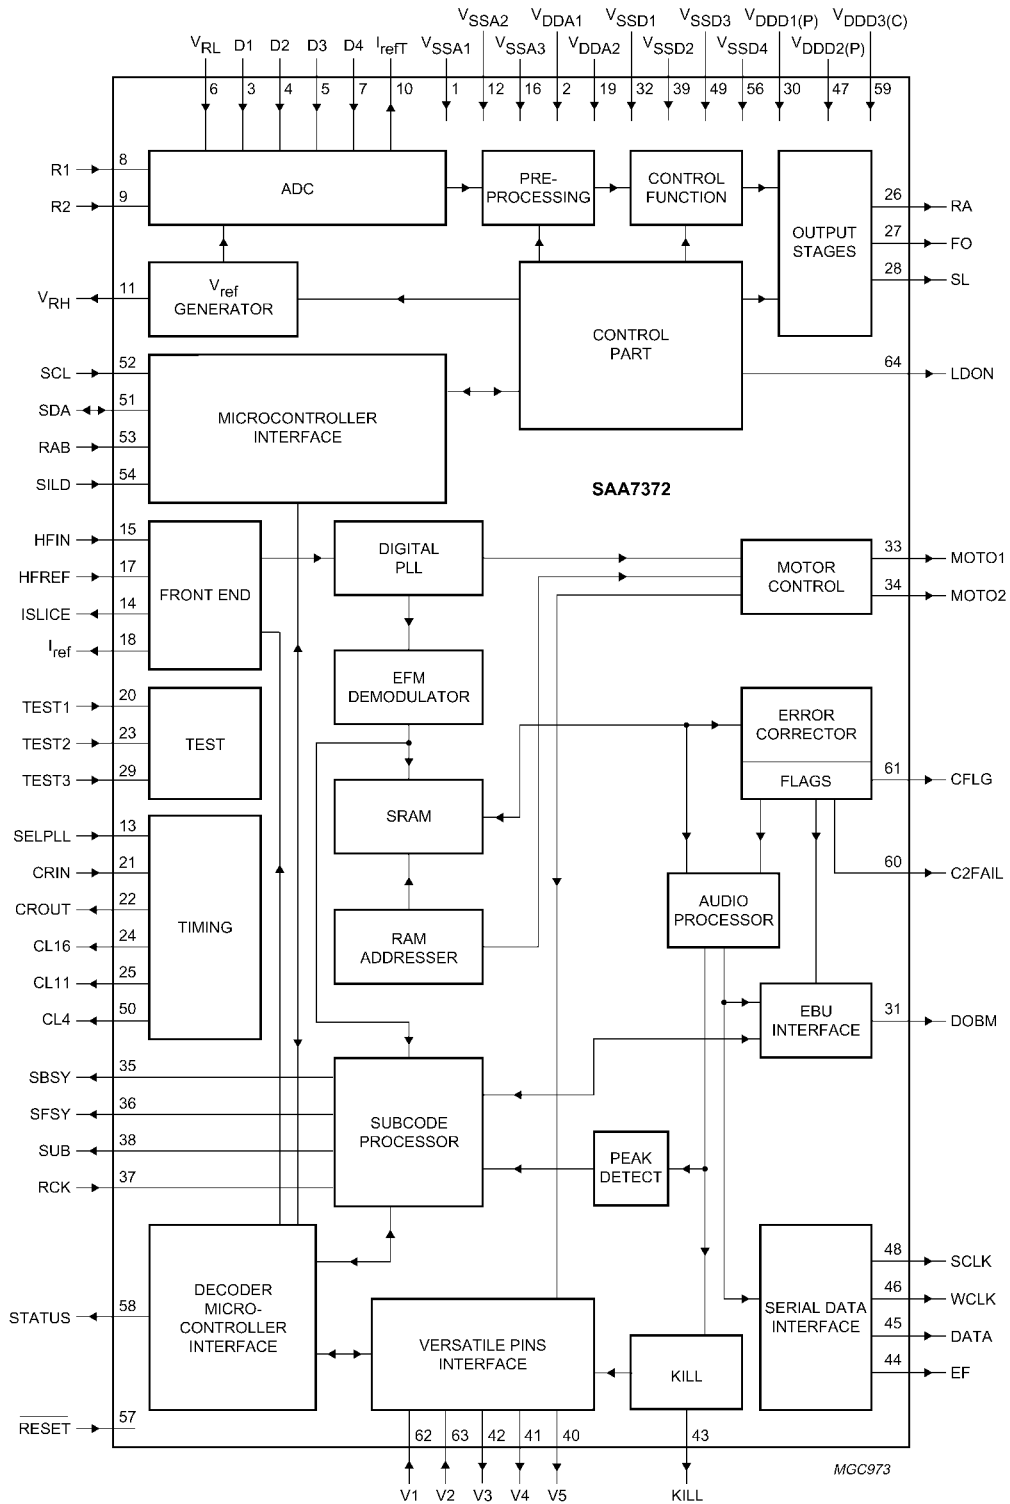 VSSA2 VDDA1 VSSD1 VSSD3 VDDD1(P) VDDD3(C)
VRL D1 D2 D3 D4 IrefT VSSA1 VSSA3 VDDA2 VSSD2 VSSD4 VDDD2(P)
6 3 4 5 7 10 1 12 16 2 19 32 39 49 56 30 47 59
R1 8
R2 9
ADC
PRE-
PROCESSING
CONTROL
FUNCTION
OUTPUT
STAGES
26 RA
27 FO
28 SL
VRH 11
Vref
GENERATOR
CONTROL
PART
64 LDON
SCL 52
SDA 51
RAB 53
SILD 54
MICROCONTROLLER
INTERFACE
SAA7372
HFIN 15
HFREF 17
ISLICE 14
Iref 18
FRONT END
DIGITAL
PLL
MOTOR
CONTROL
33 MOTO1
34 MOTO2
EFM
DEMODULATOR
TEST1 20
TEST2 23
TEST3 29
TEST
ERROR
CORRECTOR
FLAGS
61 CFLG
SRAM
60 C2FAIL
SELPLL 13
CRIN 21
CROUT 22
CL16 24
CL11 25
CL4 50
TIMING
RAM
ADDRESSER
AUDIO
PROCESSOR
EBU
INTERFACE
31 DOBM
SBSY 35
SFSY 36
SUB 38
RCK 37
SUBCODE
PROCESSOR
PEAK
DETECT
STATUS 58
DECODER
MICRO-
CONTROLLER
INTERFACE
VERSATILE PINS
INTERFACE
KILL
SERIAL DATA
INTERFACE
48 SCLK
46 WCLK
45 DATA
44 EF
RESET 57
62 63 42 41 40 43
V1 V2 V3 V4 V5 KILL
MGC973